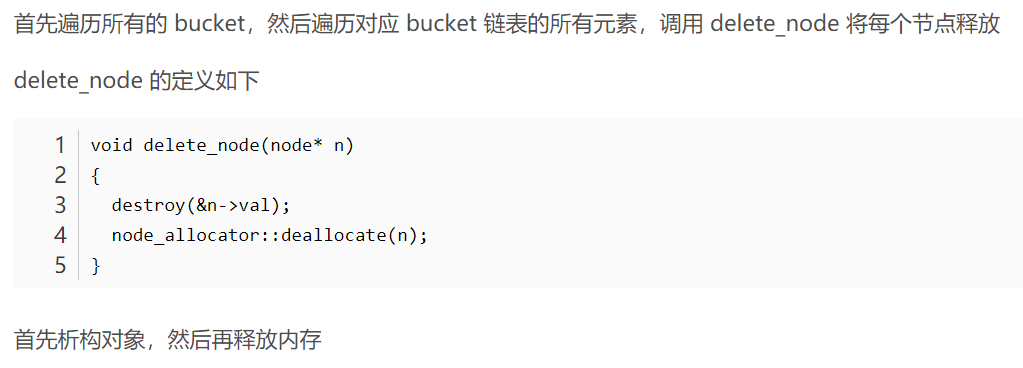 首先遍历所有的 bucket，然后遍历对应 bucket 链表的所有元素，调用 delete_node 将每个节点释放
delete_node 的定义如下
1 void delete_node(node* n)
2 {
3   destroy(&n->val);
4   node_allocator::deallocate(n);
5 }
首先析构对象，然后再释放内存